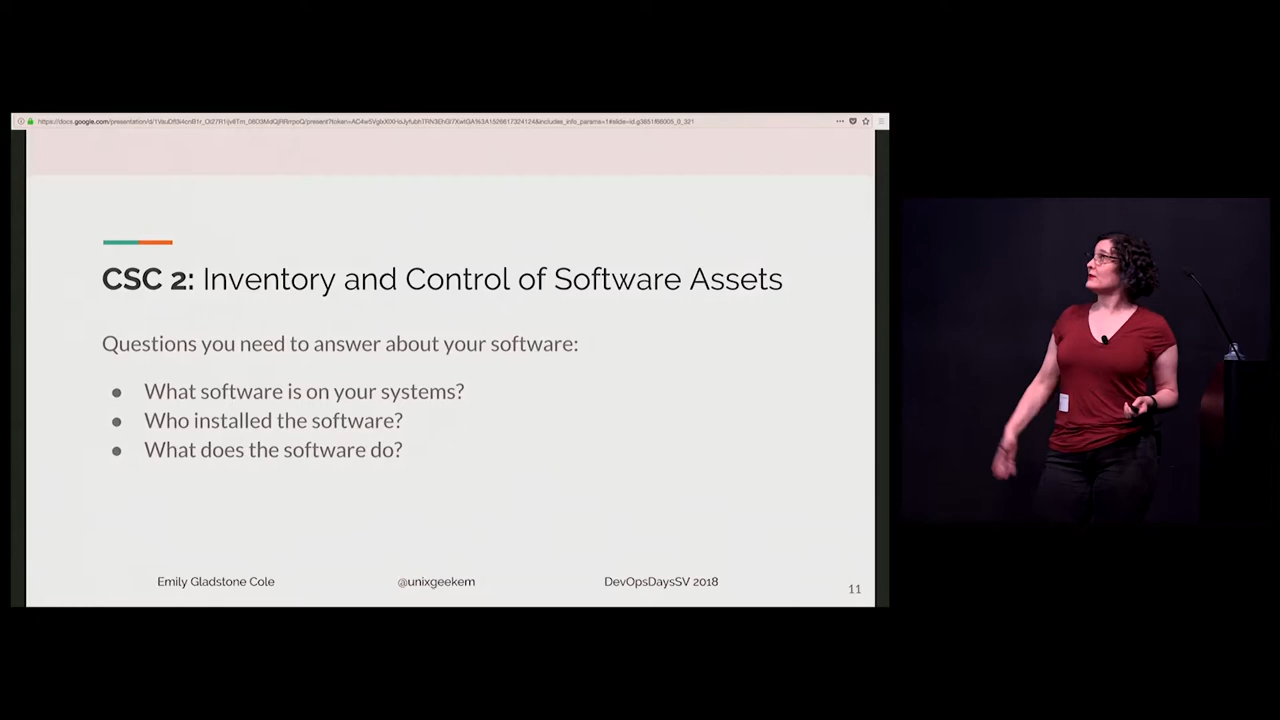 CSC 2: Inventory and Control of Software Assets
Questions you need to answer about your software:
● What software is on your systems?
● Who installed the software?
● What does the software do?
Emily Gladstone Cole
@unixgeekem
DevOpsDaysSV 2018
11